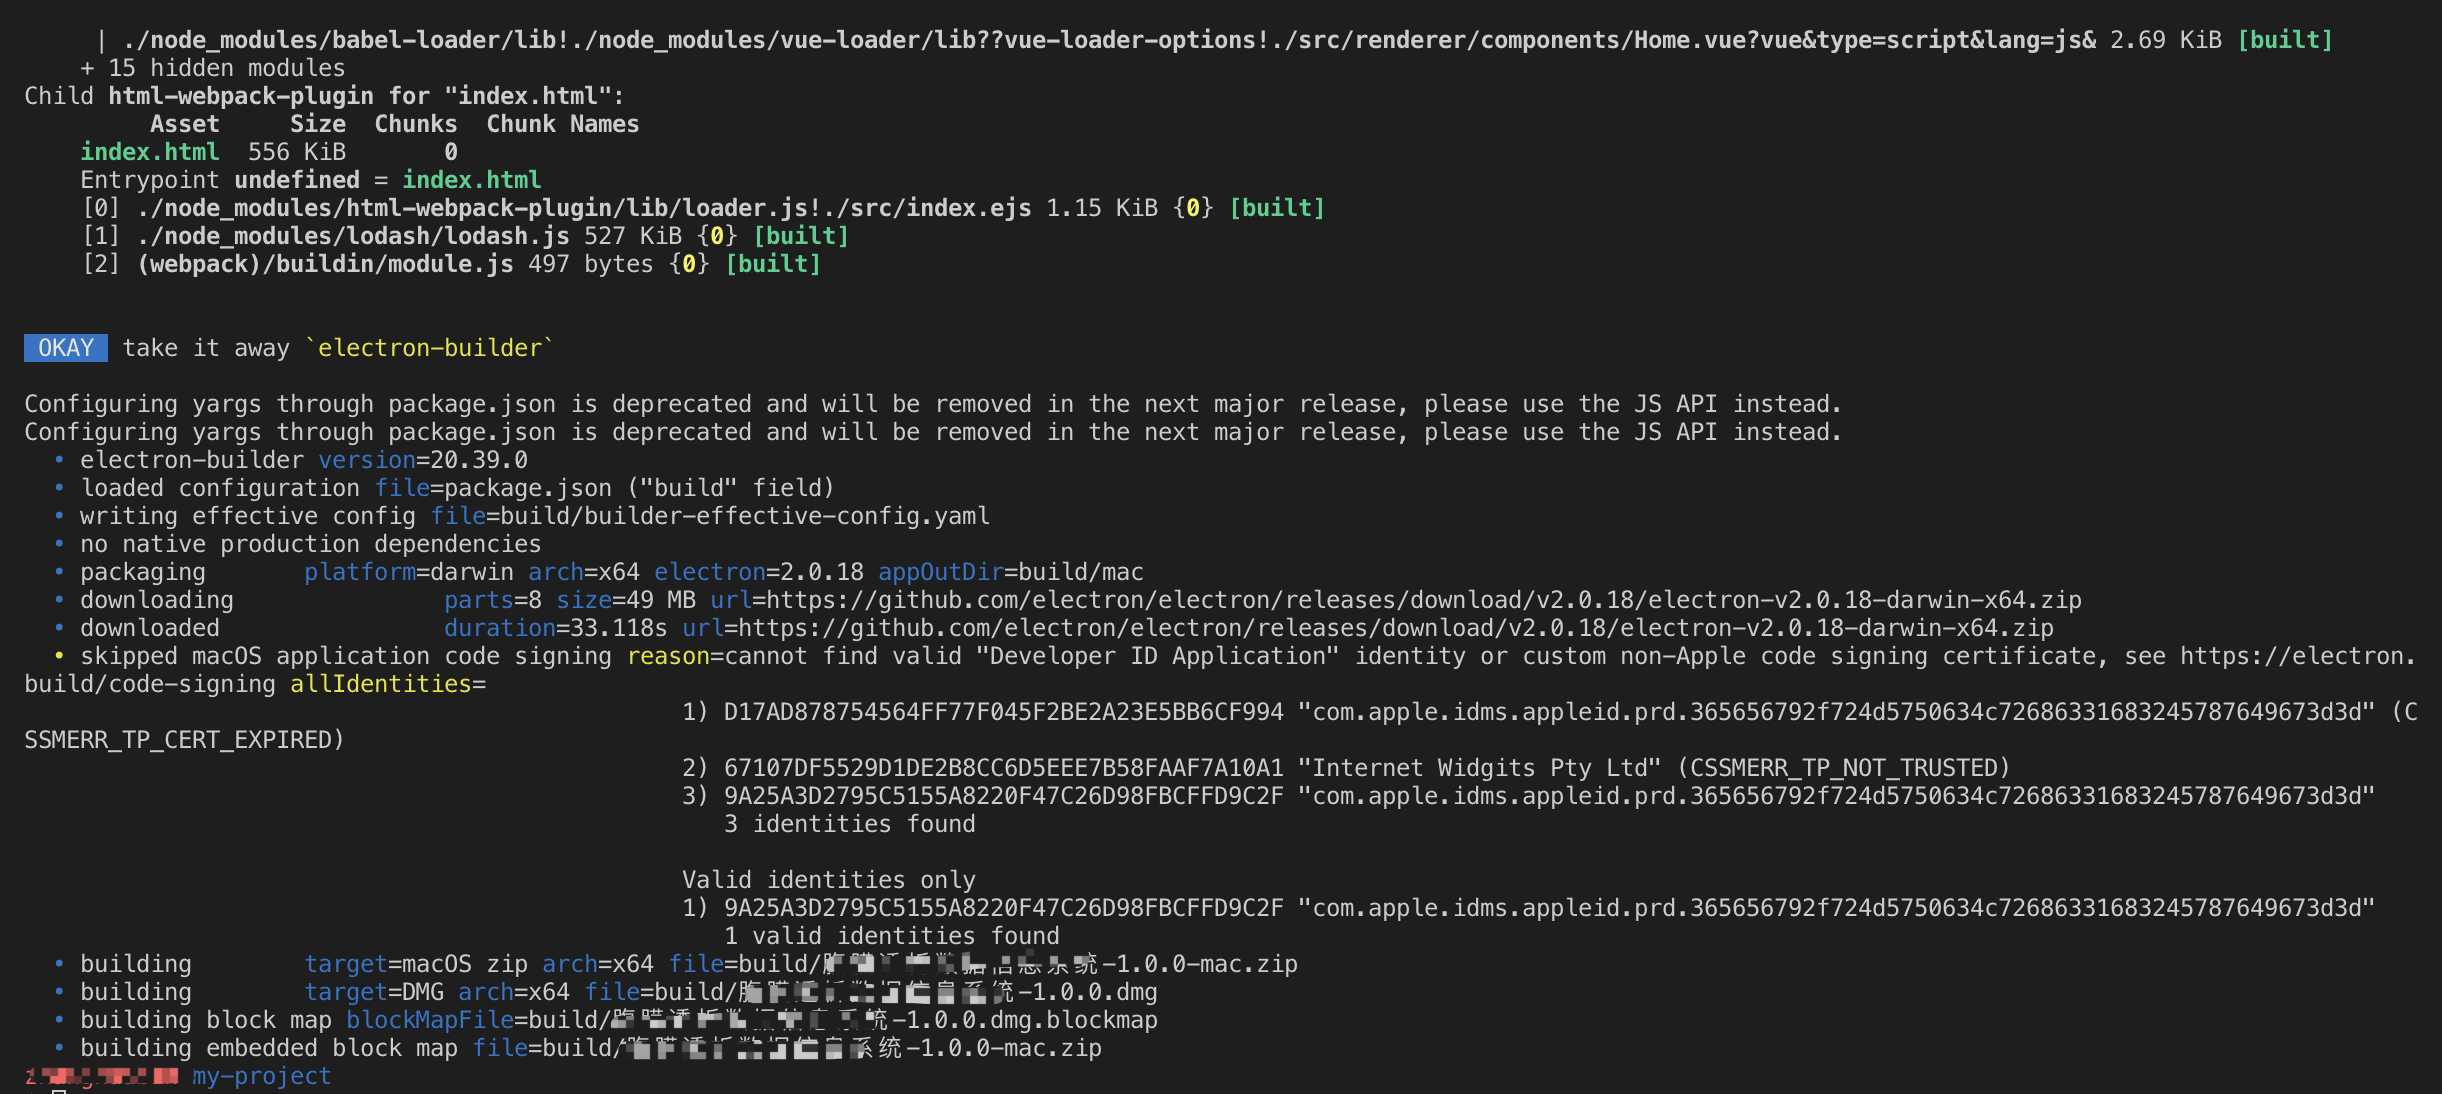 | ./node_modules/babel-loader/lib!./node_modules/vue-loader/lib??vue-loader-options!./src/renderer/components/Home.vue?vue&type=script&lang=js& 2.69 KiB [built]
+ 15 hidden modules
Child html-webpack-plugin for "index.html":
Asset Size Chunks Chunk Names
index.html 556 KiB 0
Entrypoint undefined = index.html
[0] ./node_modules/html-webpack-plugin/lib/loader.js!./src/index.ejs 1.15 KiB {0} [built]
[1] ./node_modules/lodash/lodash.js 527 KiB {0} [built]
[2] (webpack)/buildin/module.js 497 bytes {0} [built]
OKAY take it away `electron-builder`
Configuring yargs through package.json is deprecated and will be removed in the next major release, please use the JS API instead.
Configuring yargs through package.json is deprecated and will be removed in the next major release, please use the JS API instead.
• electron-builder version=20.39.0
• loaded configuration file=package.json ("build" field)
• writing effective config file=build/builder-effective-config.yaml
• no native production dependencies
• packaging platform=darwin arch=x64 electron=2.0.18 appOutDir=build/mac
• downloading parts=8 size=49 MB url=https://github.com/electron/electron/releases/download/v2.0.18/electron-v2.0.18-darwin-x64.zip
• downloaded duration=33.118s url=https://github.com/electron/electron/releases/download/v2.0.18/electron-v2.0.18-darwin-x64.zip
• skipped macOS application code signing reason=cannot find valid "Developer ID Application" identity or custom non-Apple code signing certificate, see https://electron.
build/code-signing allIdentities=
1) D17AD878754564FF77F045F2BE2A23E5BB6CF994 "com.apple.idms.appleid.prd.365656792f724d5750634c72686331683245787649673d3d" (C
SSMERR_TP_CERT_EXPIRED)
2) 67107DF5529D1DE2B8CC6D5EEE7B58FAAF7A10A1 "Internet Widgits Pty Ltd" (CSSMERR_TP_NOT_TRUSTED)
3) 9A25A3D2795C5155A8220F47C26D98FBCFFD9C2F "com.apple.idms.appleid.prd.365656792f724d5750634c72686331683245787649673d3d"
3 identities found
Valid identities only
1) 9A25A3D2795C5155A8220F47C26D98FBCFFD9C2F "com.apple.idms.appleid.prd.365656792f724d5750634c72686331683245787649673d3d"
1 valid identities found
• building target=macOS zip arch=x64 file=build/ -1.0.0-mac.zip
• building target=DMG arch=x64 file=build/ -1.0.0.dmg
• building block map blockMapFile=build/ -1.0.0.dmg.blockmap
• building embedded block map file=build/ -1.0.0-mac.zip
my-project